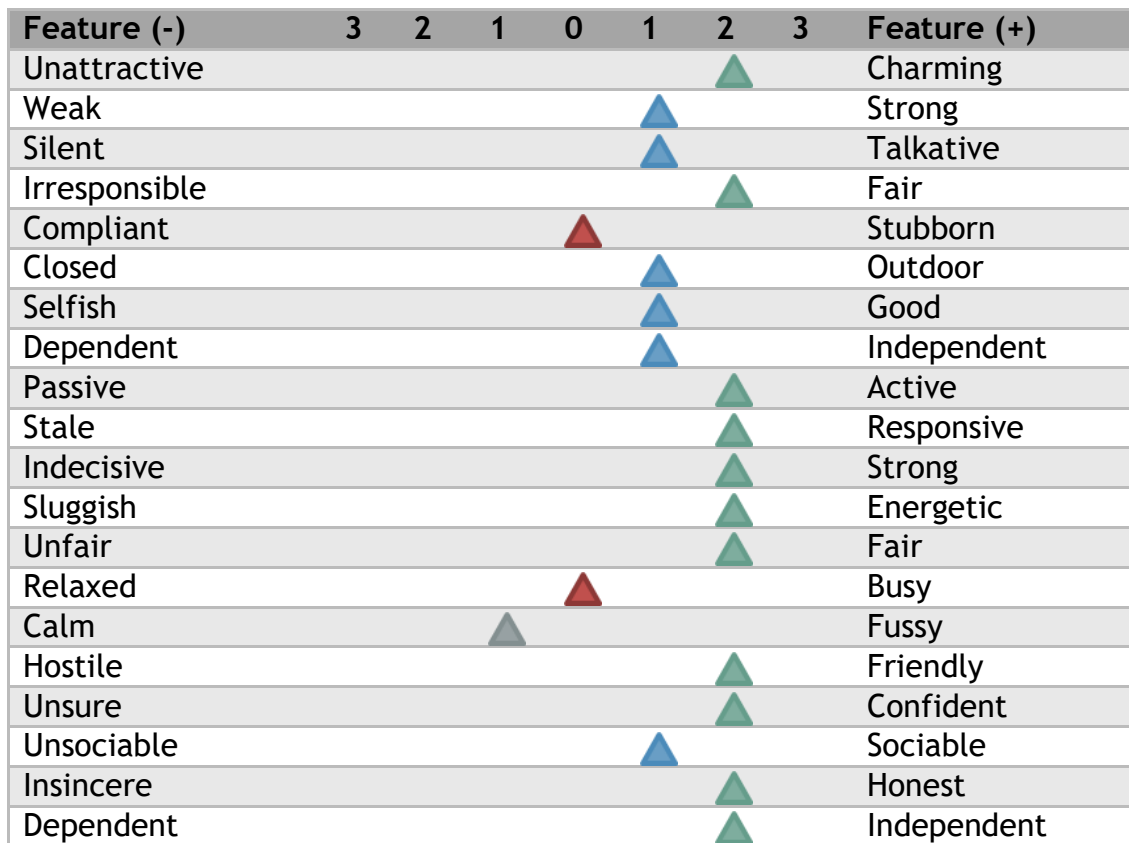 Feature (-) 3 2 1 0 1 2 3 Feature (+)
Unattractive Charming
Weak Strong
Silent Talkative
Irresponsible Fair
Compliant Stubborn
Closed Outdoor
Selfish Good
Dependent Independent
Passive Active
Stale Responsive
Indecisive Strong
Sluggish Energetic
Unfair Fair
Relaxed Busy
Calm Fussy
Hostile Friendly
Unsure Confident
Unsociable Sociable
Insincere Honest
Dependent Independent